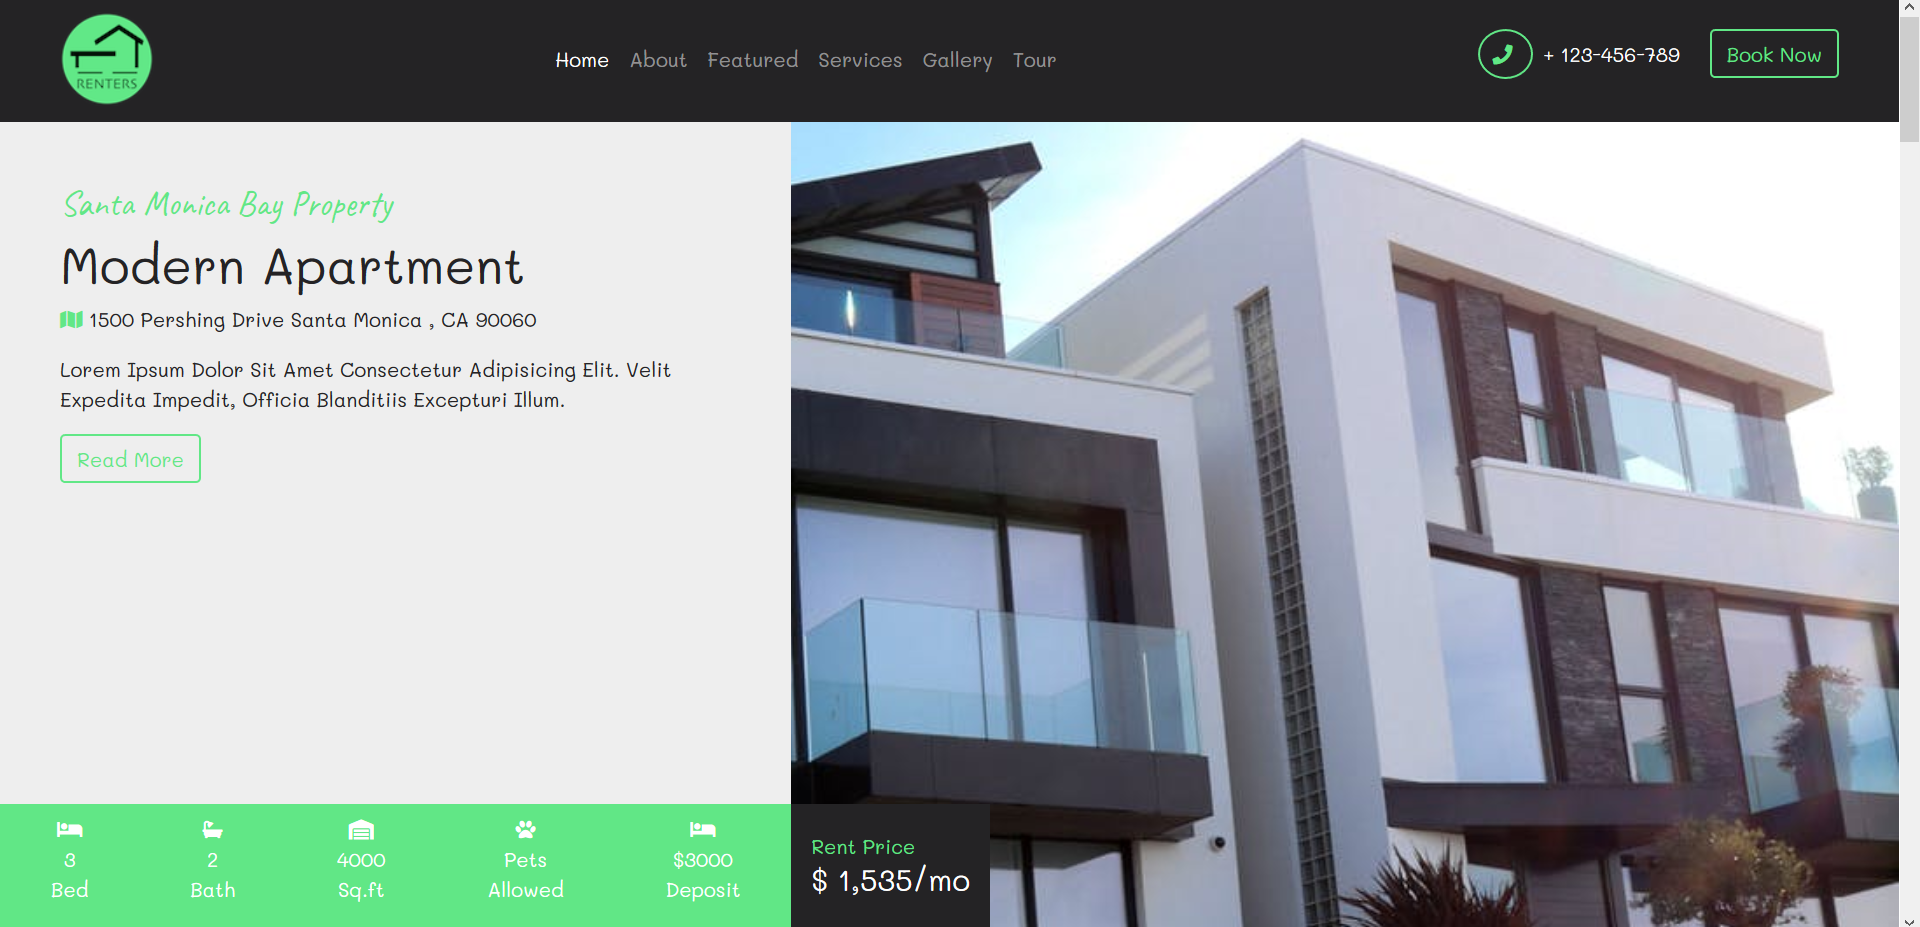 RENTERS
Home About Featured Services Gallery Tour
+ 123-456-789
Book Now
Santa Monica Bay Property
Modern Apartment
1500 Pershing Drive Santa Monica , CA 90060
Lorem Ipsum Dolor Sit Amet Consectetur Adipisicing Elit. Velit
Expedita Impedit, Officia Blanditiis Excepturi Illum.
Read More
3
Bed
2
Bath
4000
Sq.ft
Pets
Allowed
$3000
Deposit
Rent Price
$ 1,535/mo